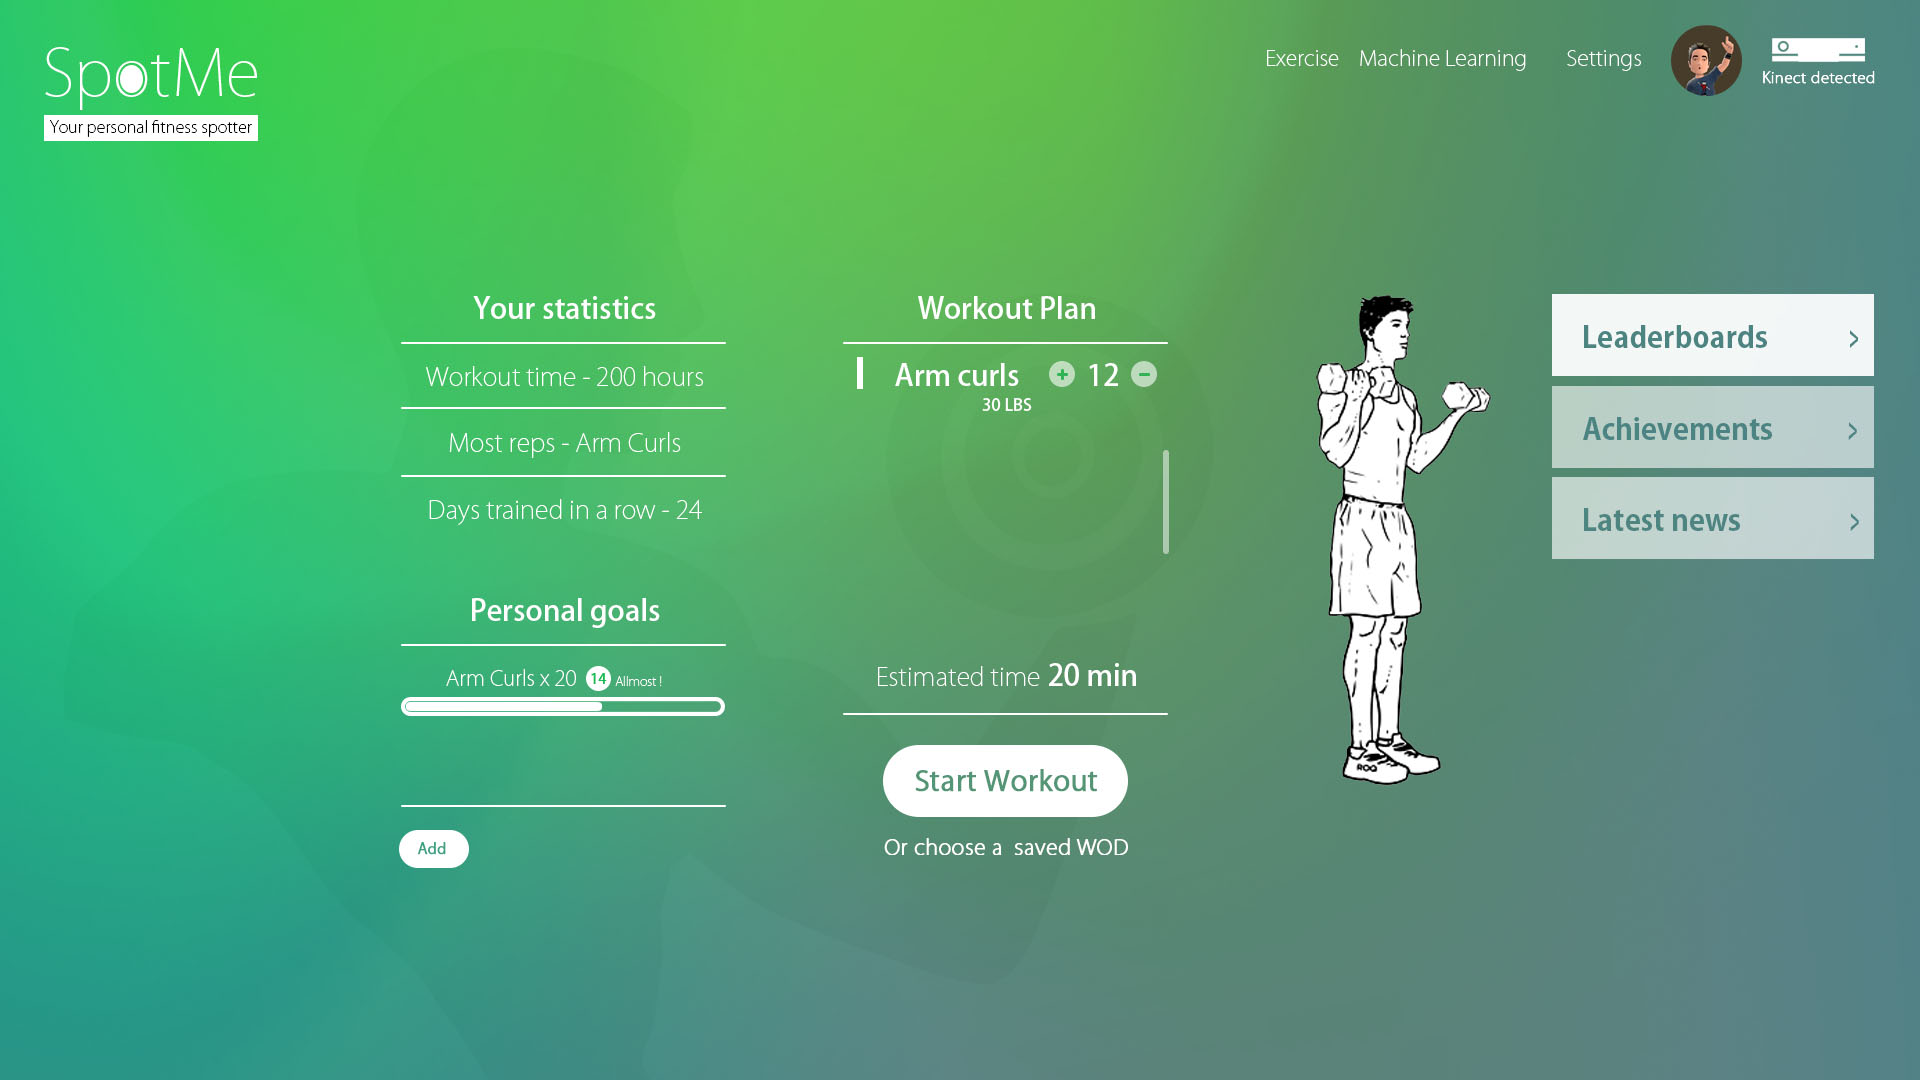 SpotMe
Your personal fitness spotter
Exercise
Machine Learning
Settings
Kinect detected
Your statistics
Workout time - 200 hours
Most reps - Arm Curls
Days trained in a row - 24
Personal goals
Arm Curls x 20 14 Allmost !
Add
Workout Plan
Arm curls + 12 −
30 LBS
Estimated time 20 min
Start Workout
Or choose a saved WOD
ROQ
Leaderboards >
Achievements >
Latest news >